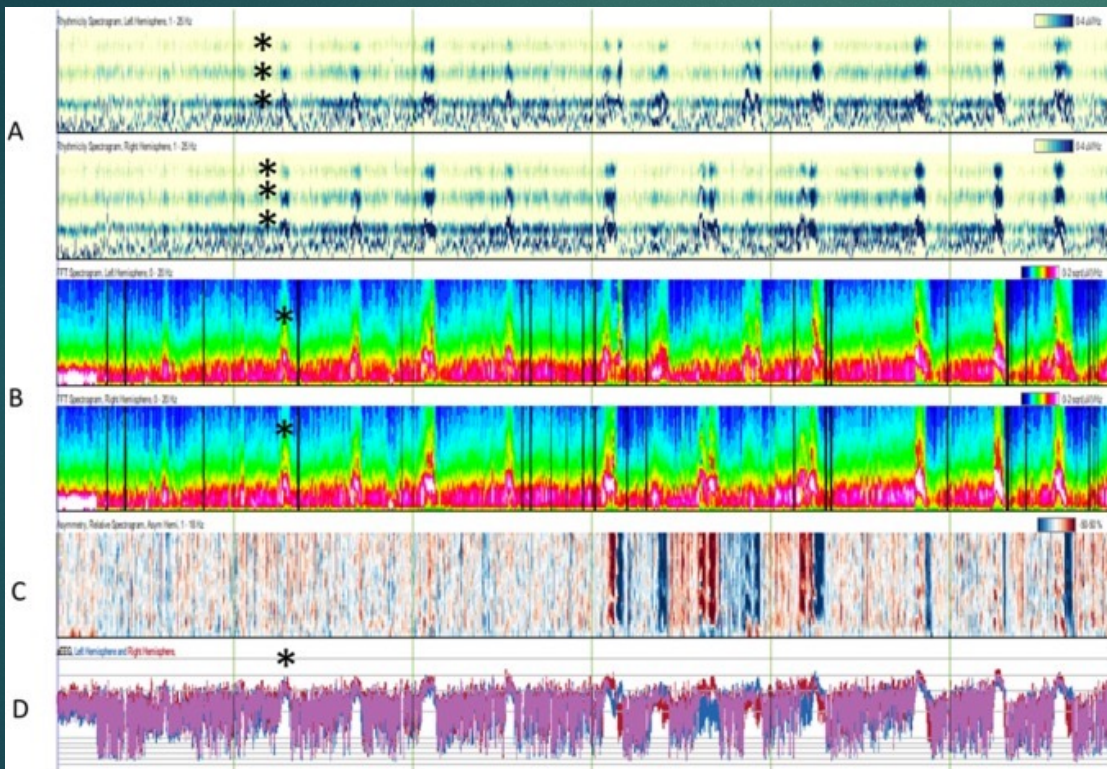 Rhythmicity Spectrogram, Left Hemisphere, 1 - 25 Hz
*
*
*
A
Rhythmicity Spectrogram, Right Hemisphere, 1 - 25 Hz
*
*
*
FFT Spectrogram, Left Hemisphere, 0 - 20 Hz
*
B
FFT Spectrogram, Right Hemisphere, 0 - 20 Hz
*
Asymmetry, Relative Spectrogram, Asym Hemi, 1 - 18 Hz
C
aEEG, Left Hemisphere and Right Hemisphere,
*
D